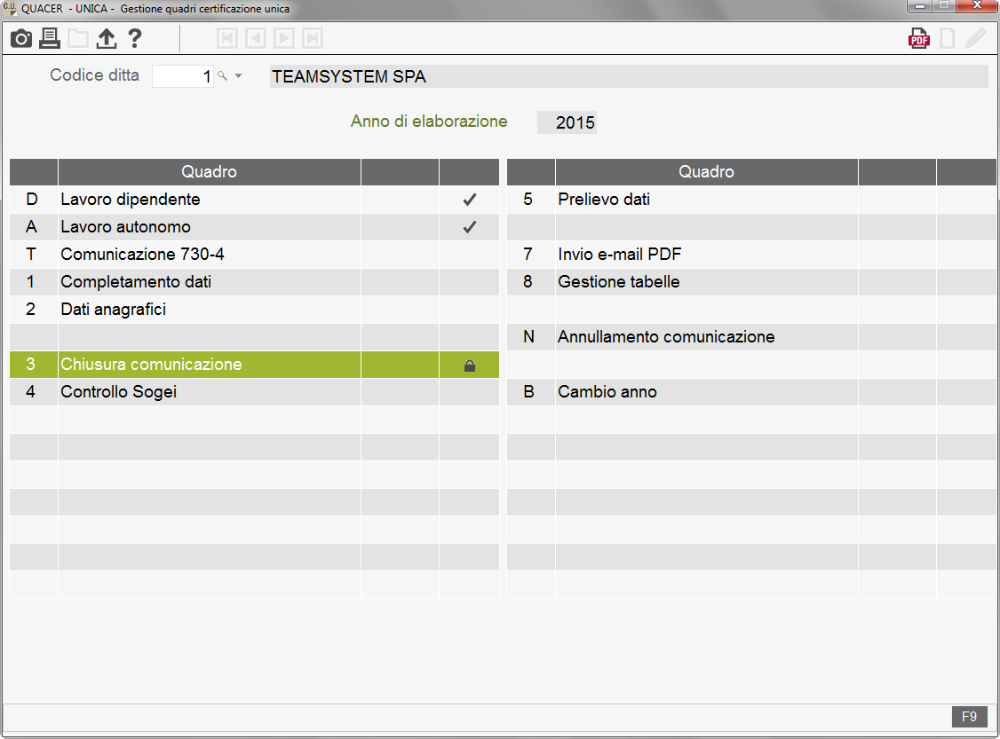 C.U. QUACER - UNICA - Gestione quadri certificazione unica
?
PDF
Codice ditta 1 TEAMSYSTEM SPA
Anno di elaborazione 2015
Quadro Quadro
D Lavoro dipendente 5 Prelievo dati
A Lavoro autonomo
T Comunicazione 730-4 7 Invio e-mail PDF
1 Completamento dati 8 Gestione tabelle
2 Dati anagrafici
N Annullamento comunicazione
3 Chiusura comunicazione
4 Controllo Sogei B Cambio anno
F9